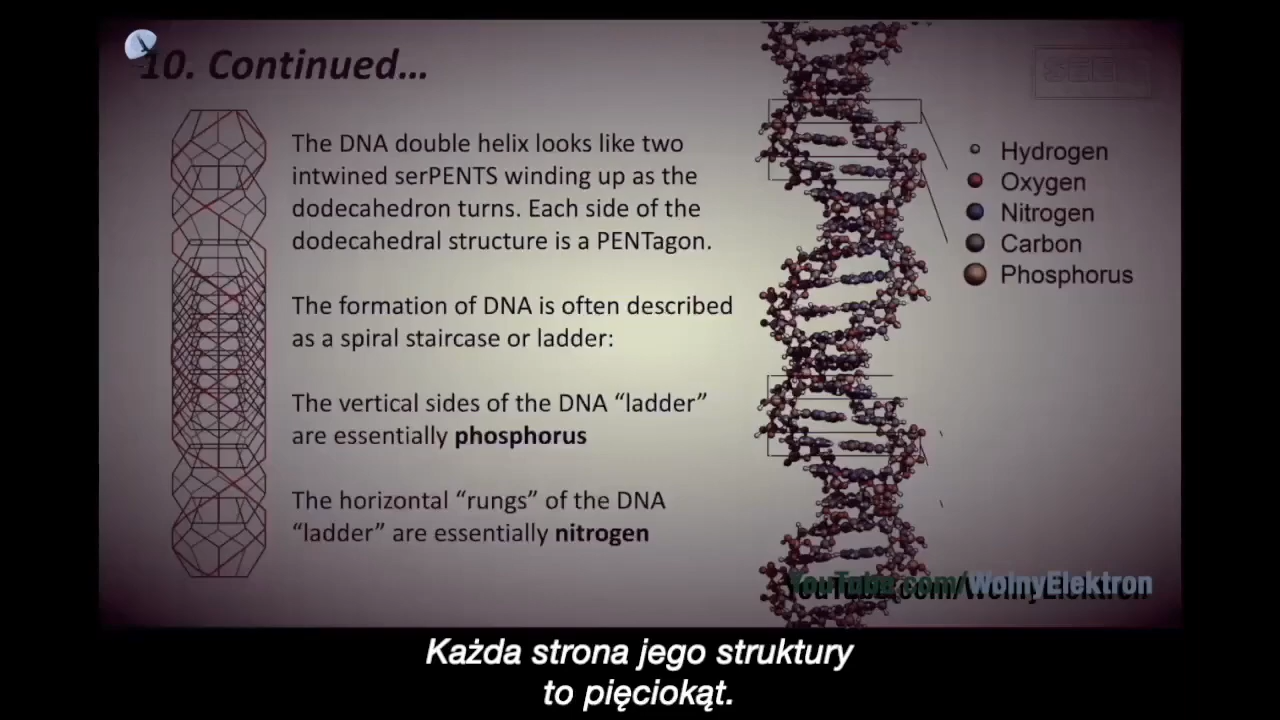 10. Continued...
The DNA double helix looks like two
intwined serPENTS winding up as the
dodecahedron turns. Each side of the
dodecahedral structure is a PENTagon.
The formation of DNA is often described
as a spiral staircase or ladder:
The vertical sides of the DNA “ladder”
are essentially phosphorus
The horizontal “rungs” of the DNA
“ladder” are essentially nitrogen
Hydrogen
Oxygen
Nitrogen
Carbon
Phosphorus
YouTube.com/WolnyElektron
Każda strona jego struktury
to pięciokąt.